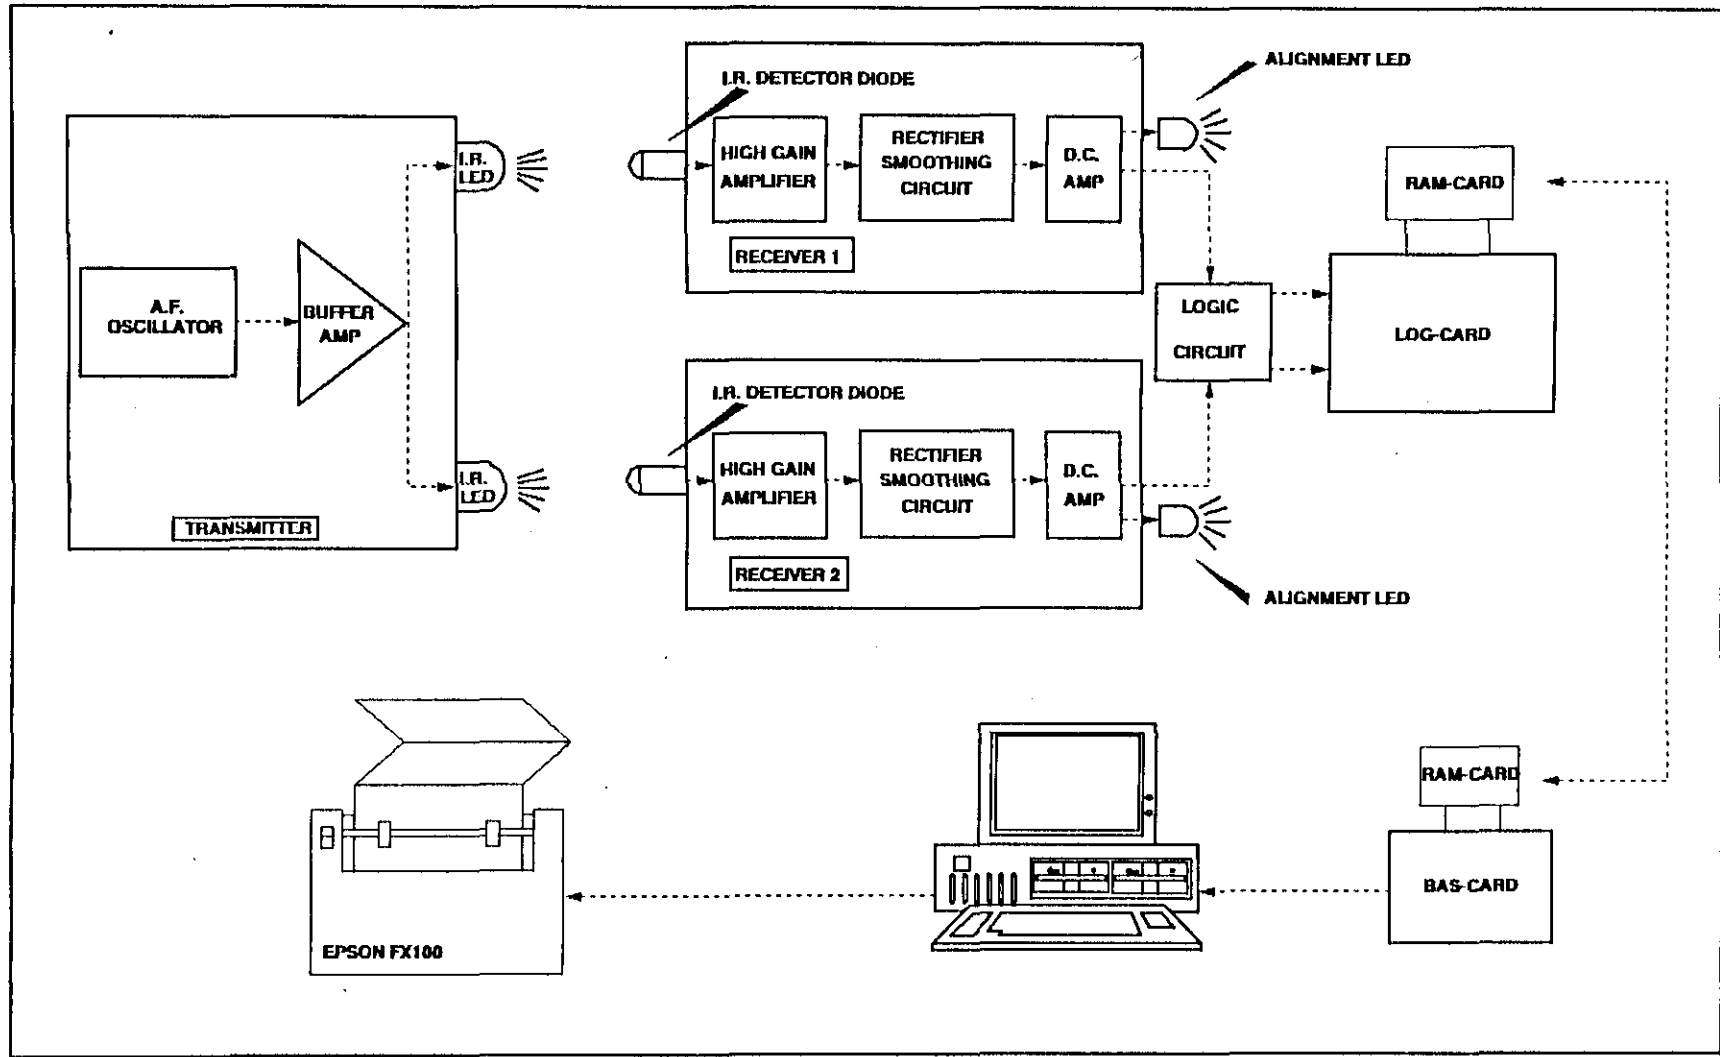 I.R. DETECTOR DIODE
ALIGNMENT LED
I.R.
LED
HIGH GAIN
AMPLIFIER
RECTIFIER
SMOOTHING
CIRCUIT
D.C.
AMP
RECEIVER 1
RAM-CARD
A.F.
OSCILLATOR
BUFFER
AMP
LOGIC
CIRCUIT
LOG-CARD
I.R. DETECTOR DIODE
I.R.
LED
HIGH GAIN
AMPLIFIER
RECTIFIER
SMOOTHING
CIRCUIT
D.C.
AMP
TRANSMITTER
RECEIVER 2
ALIGNMENT LED
RAM-CARD
BAS-CARD
EPSON FX100